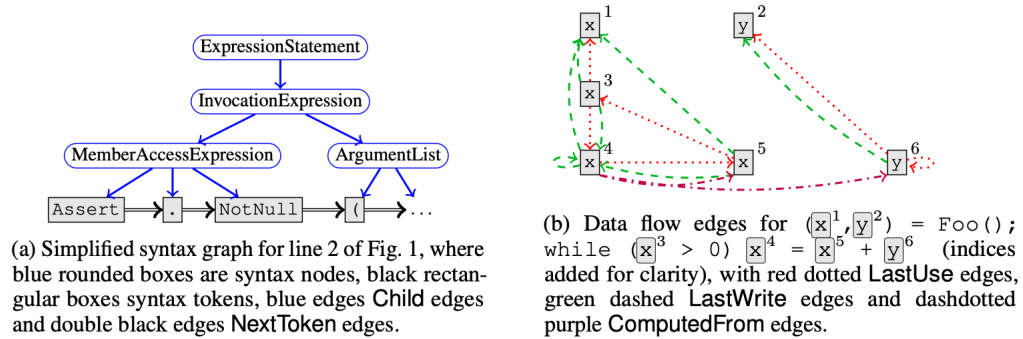 ExpressionStatement
InvocationExpression
MemberAccessExpression
ArgumentList
Assert . NotNull ( ...
(a) Simplified syntax graph for line 2 of Fig. 1, where
blue rounded boxes are syntax nodes, black rectan-
gular boxes syntax tokens, blue edges Child edges
and double black edges NextToken edges.
x 1
y 2
x 3
x 4
x 5
y 6
(b) Data flow edges for (x1,y2) = Foo();
while (x3 > 0) x4 = x5 + y6 (indices
added for clarity), with red dotted LastUse edges,
green dashed LastWrite edges and dashdotted
purple ComputedFrom edges.